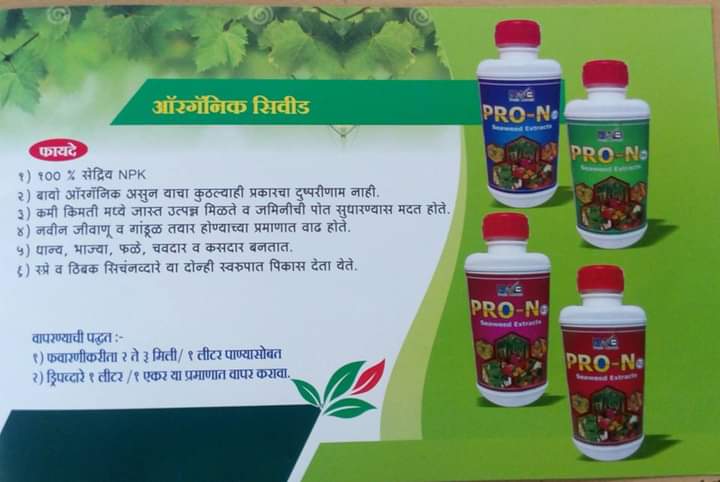 ऑरगॅनिक सिवीड
फायदे
१) १०० % सेंद्रिय NPK
२) बायो ऑरगॅनिक असुन याचा कुठल्याही प्रकारचा दुष्परीणाम नाही.
३) कमी किमती मध्ये जास्त उत्पन्न मिळते व जमिनीची पोत सुधारण्यास मदत होते.
४) नवीन जीवाणू व गांडूळ तयार होण्याच्या प्रमाणात वाढ होते.
५) धान्य, भाज्या, फळे, चवदार व कसदार बनतात.
६) स्प्रे व ठिबक सिचंनव्दारे या दोन्ही स्वरुपात पिकास देता येते.
वापरण्याची पद्धत :-
१) फवारणीकरीता २ ते ३ मिली/ १ लीटर पाण्यासोबत
२) ड्रिपव्दारे १ लीटर /१ एकर या प्रमाणात वापर करावा.
PRO-N
Seaweed Extracts
PRO-N
Seaweed Extracts
PRO-N
Seaweed Extracts
PRO-N
Seaweed Extracts